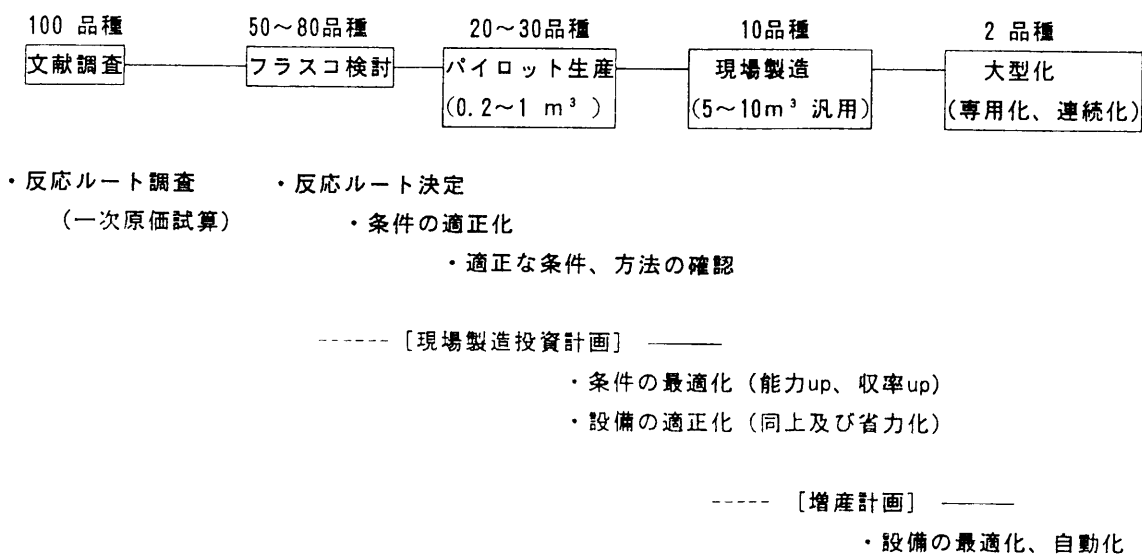 100 品種 50～80品種 20～30品種 10品種 2 品種
文献調査 フラスコ検討 パイロット生産 現場製造 大型化
(0.2～1 m³ ) (5～10m³ 汎用) (専用化、連続化)
・反応ルート調査 ・反応ルート決定
(一次原価試算) ・条件の適正化
・適正な条件、方法の確認
[現場製造投資計画]
・条件の最適化 (能力up、収率up)
・設備の適正化 (同上及び省力化)
[増産計画]
・設備の最適化、自動化